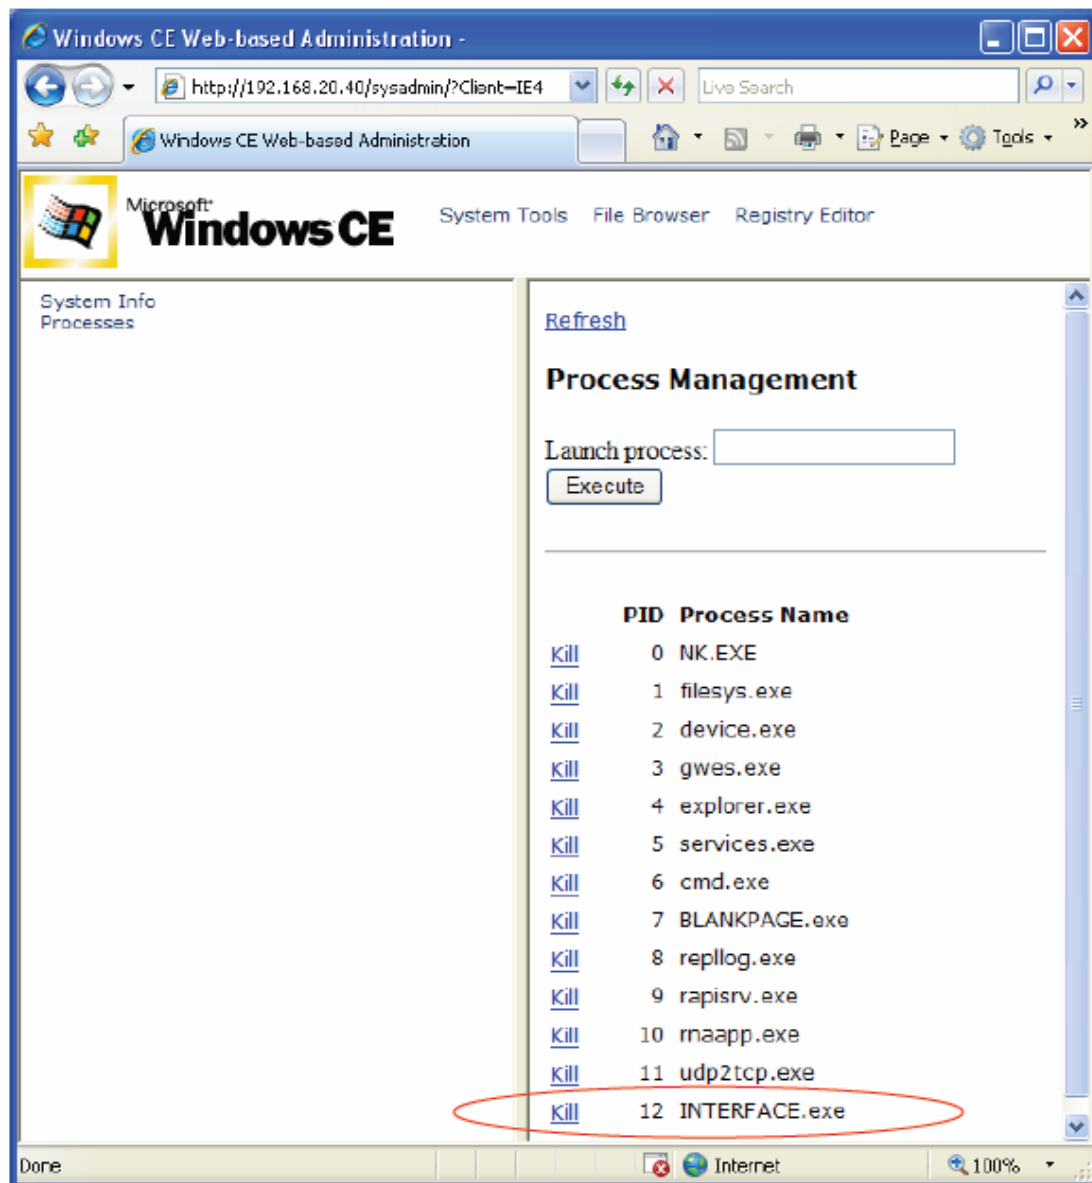 Windows CE Web-based Administration -
http://192.168.20.40/sysadmin/?Client=IE4
Live Search
Windows CE Web-based Administration
Page
Tools
»
Microsoft
Windows CE
System Tools File Browser Registry Editor
System Info
Processes
Refresh
Process Management
Launch process:
Execute
PID Process Name
Kill 0 NK.EXE
Kill 1 filesys.exe
Kill 2 device.exe
Kill 3 gwes.exe
Kill 4 explorer.exe
Kill 5 services.exe
Kill 6 cmd.exe
Kill 7 BLANKPAGE.exe
Kill 8 repllog.exe
Kill 9 rapisrv.exe
Kill 10 rnaapp.exe
Kill 11 udp2tcp.exe
Kill 12 INTERFACE.exe
Done
Internet
100%